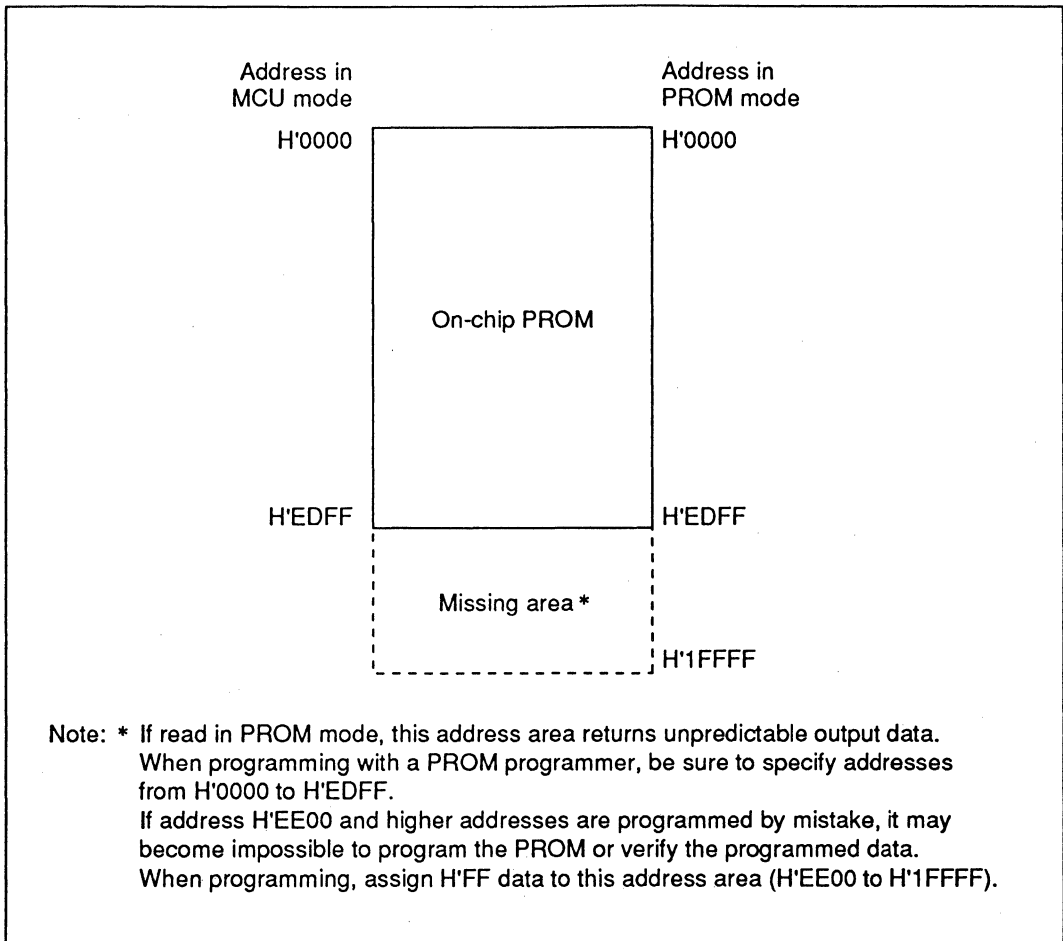 Address in
MCU mode
Address in
PROM mode
H'0000
H'0000
On-chip PROM
H'EDFF
H'EDFF
Missing area *
H'1FFFF
Note: * If read in PROM mode, this address area returns unpredictable output data.
When programming with a PROM programmer, be sure to specify addresses
from H'0000 to H'EDFF.
If address H'EE00 and higher addresses are programmed by mistake, it may
become impossible to program the PROM or verify the programmed data.
When programming, assign H'FF data to this address area (H'EE00 to H'1FFFF).